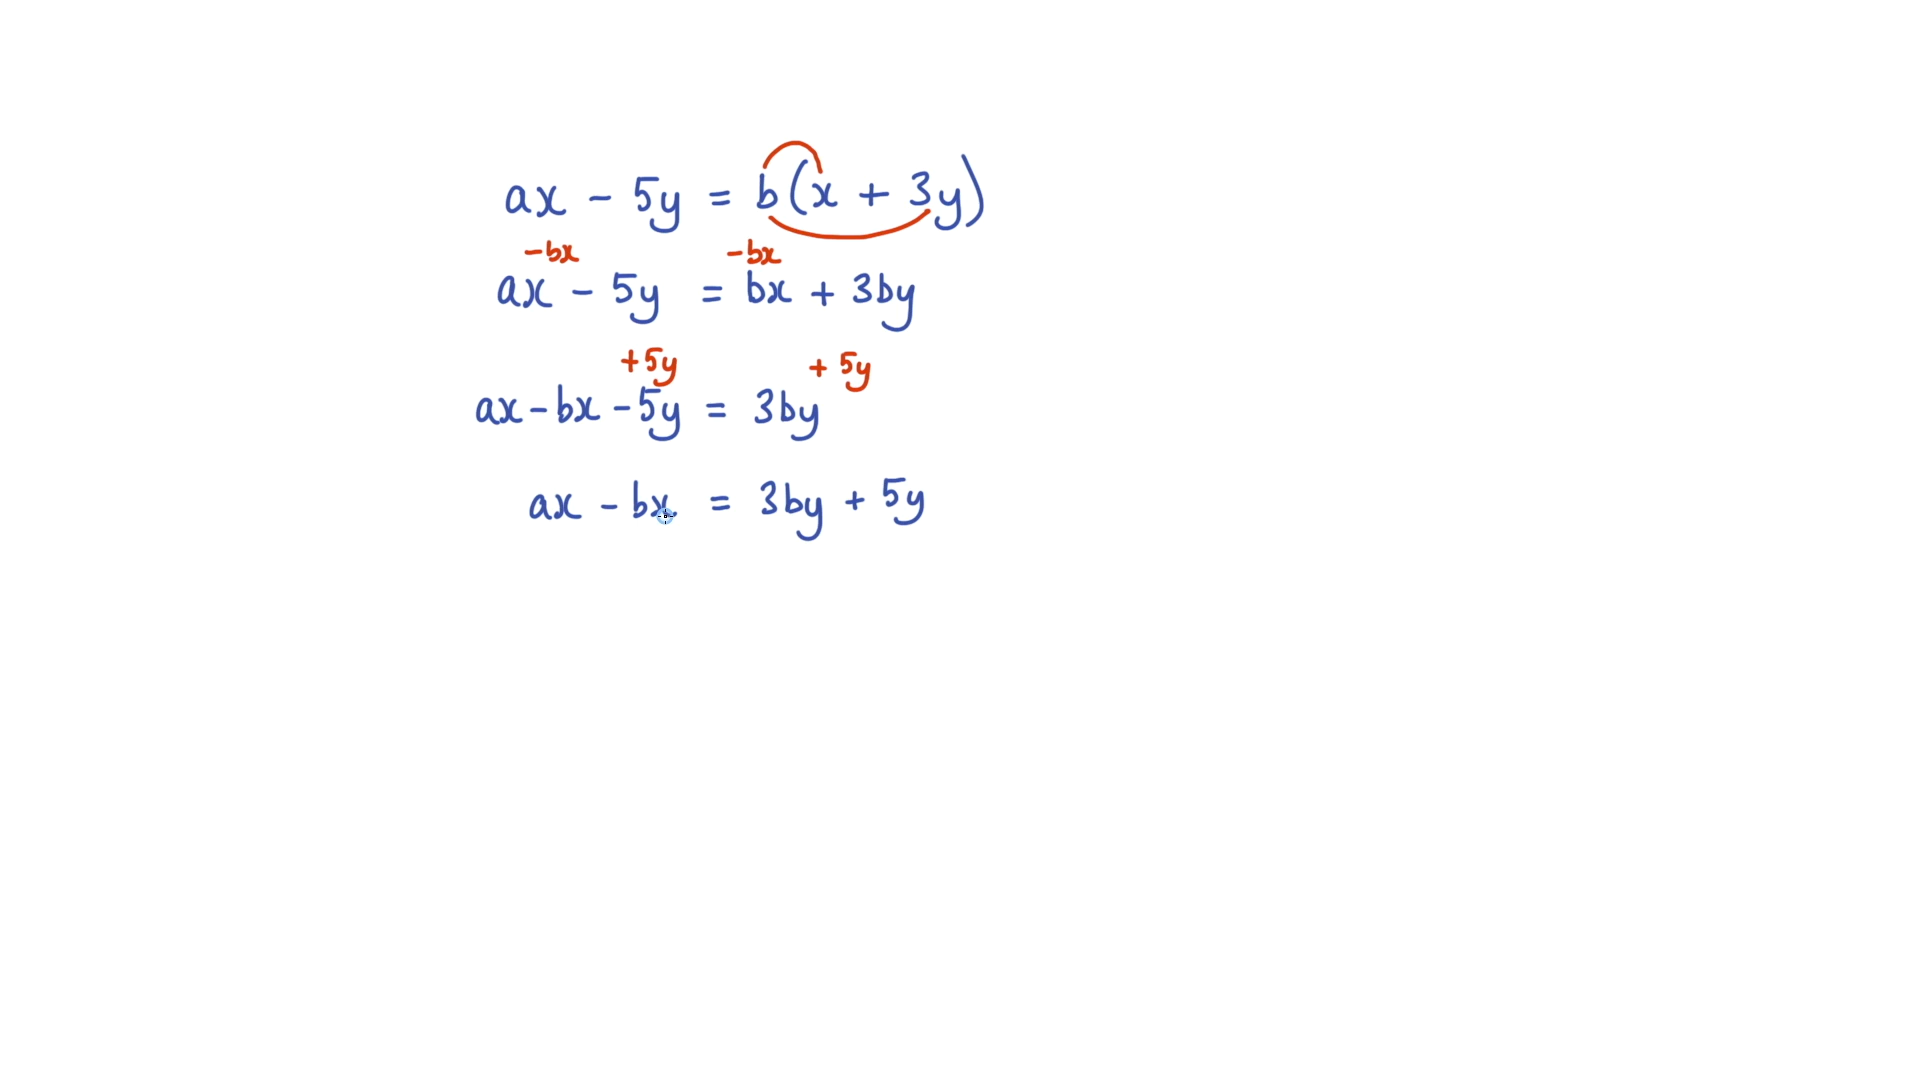 ax - 5y = b(x + 3y)
-bx -bx
ax - 5y = bx + 3by
+5y + 5y
ax - bx - 5y = 3by
ax - bx = 3by + 5y